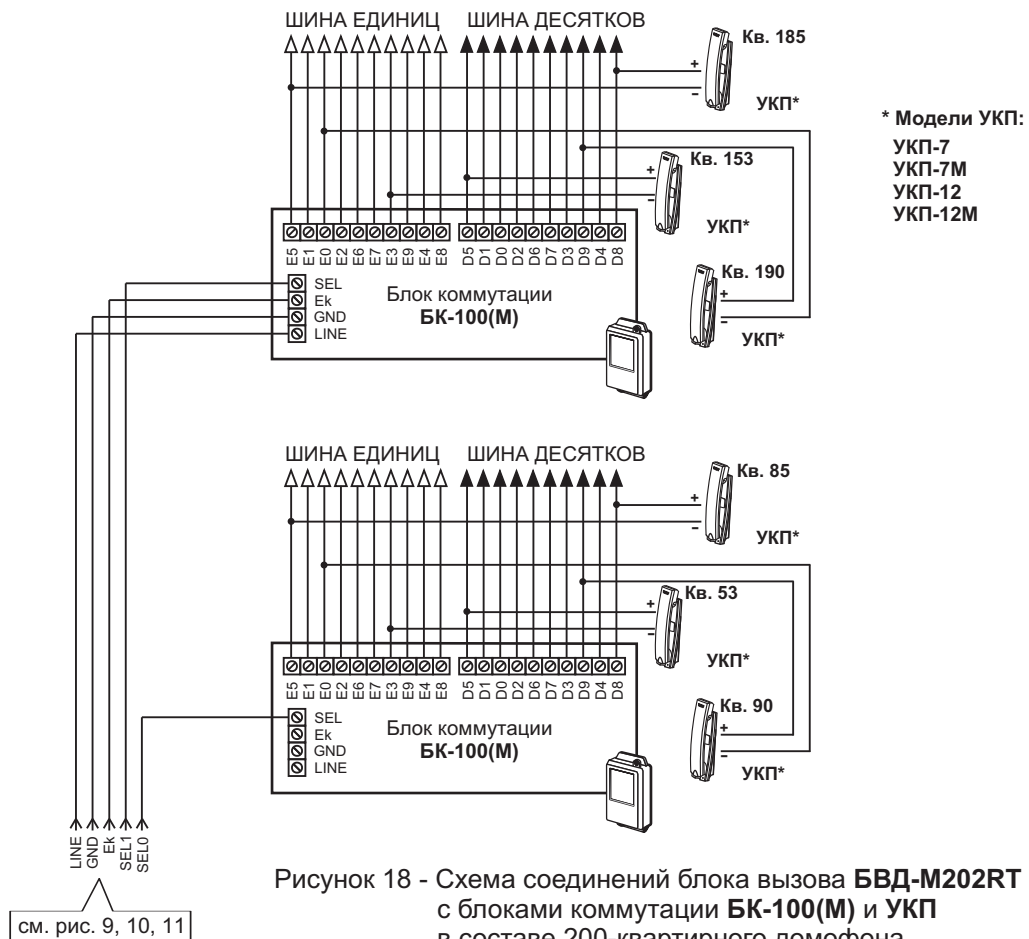 ШИНА ЕДИНИЦ
ШИНА ДЕСЯТКОВ
Кв. 185
+
–
УКП*
* Модели УКП:
УКП-7
УКП-7М
УКП-12
УКП-12М
Кв. 153
+
–
УКП*
Кв. 190
+
–
УКП*
E5 E1 E0 E2 E6 E7 E3 E9 E4 E8
D5 D1 D0 D2 D6 D7 D3 D9 D4 D8
SEL
Ek
GND
LINE
Блок коммутации
БК-100(М)
ШИНА ЕДИНИЦ
ШИНА ДЕСЯТКОВ
Кв. 85
+
–
УКП*
Кв. 53
+
–
УКП*
Кв. 90
+
–
УКП*
E5 E1 E0 E2 E6 E7 E3 E9 E4 E8
D5 D1 D0 D2 D6 D7 D3 D9 D4 D8
SEL
Ek
GND
LINE
Блок коммутации
БК-100(М)
LINE
GND
Ek
SEL1
SEL0
см. рис. 9, 10, 11
Рисунок 18 - Схема соединений блока вызова БВД-М202RT
с блоками коммутации БК-100(М) и УКП
в составе 200-квартирного домофона